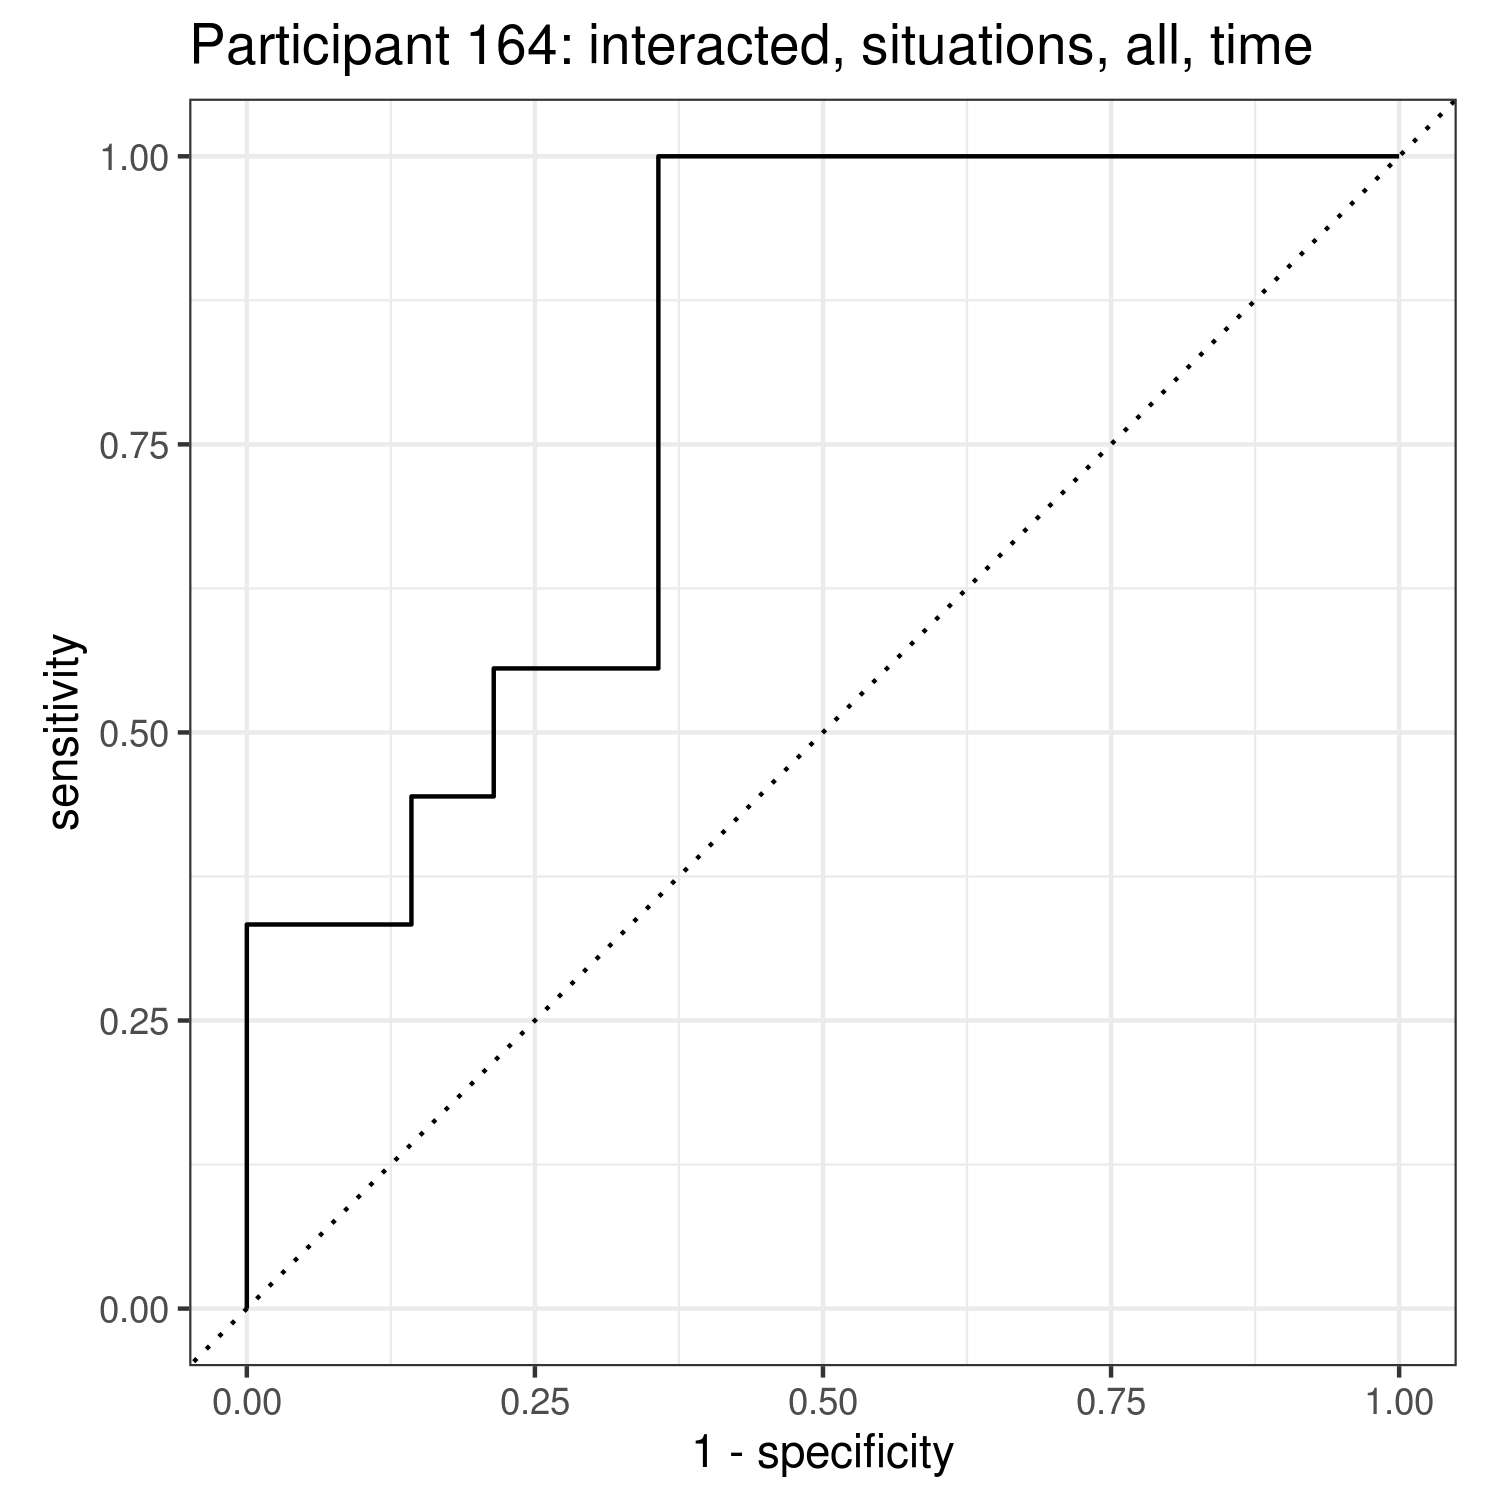 Participant 164: interacted, situations, all, time
1.00
0.75
0.50
0.25
0.00
sensitivity
0.00 0.25 0.50 0.75 1.00
1 - specificity